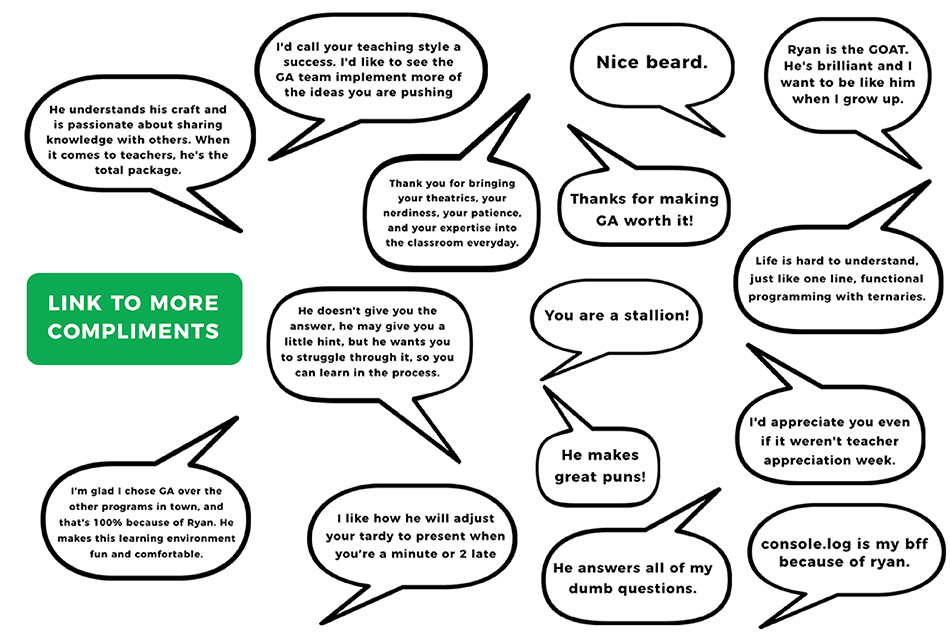 He understands his craft and
is passionate about sharing
knowledge with others. When
it comes to teachers, he's the
total package.
I'd call your teaching style a
success. I'd like to see the
GA team implement more of
the ideas you are pushing
Nice beard.
Ryan is the GOAT.
He's brilliant and I
want to be like him
when I grow up.
Thank you for bringing
your theatrics, your
nerdiness, your patience,
and your expertise into
the classroom everyday.
Thanks for making
GA worth it!
Life is hard to understand,
just like one line, functional
programming with ternaries.
LINK TO MORE
COMPLIMENTS
He doesn't give you the
answer, he may give you a
little hint, but he wants you
to struggle through it, so you
can learn in the process.
You are a stallion!
I'd appreciate you even
if it weren't teacher
appreciation week.
He makes
great puns!
I'm glad I chose GA over the
other programs in town, and
that's 100% because of Ryan. He
makes this learning environment
fun and comfortable.
I like how he will adjust
your tardy to present when
you're a minute or 2 late
He answers all of my
dumb questions.
console.log is my bff
because of ryan.